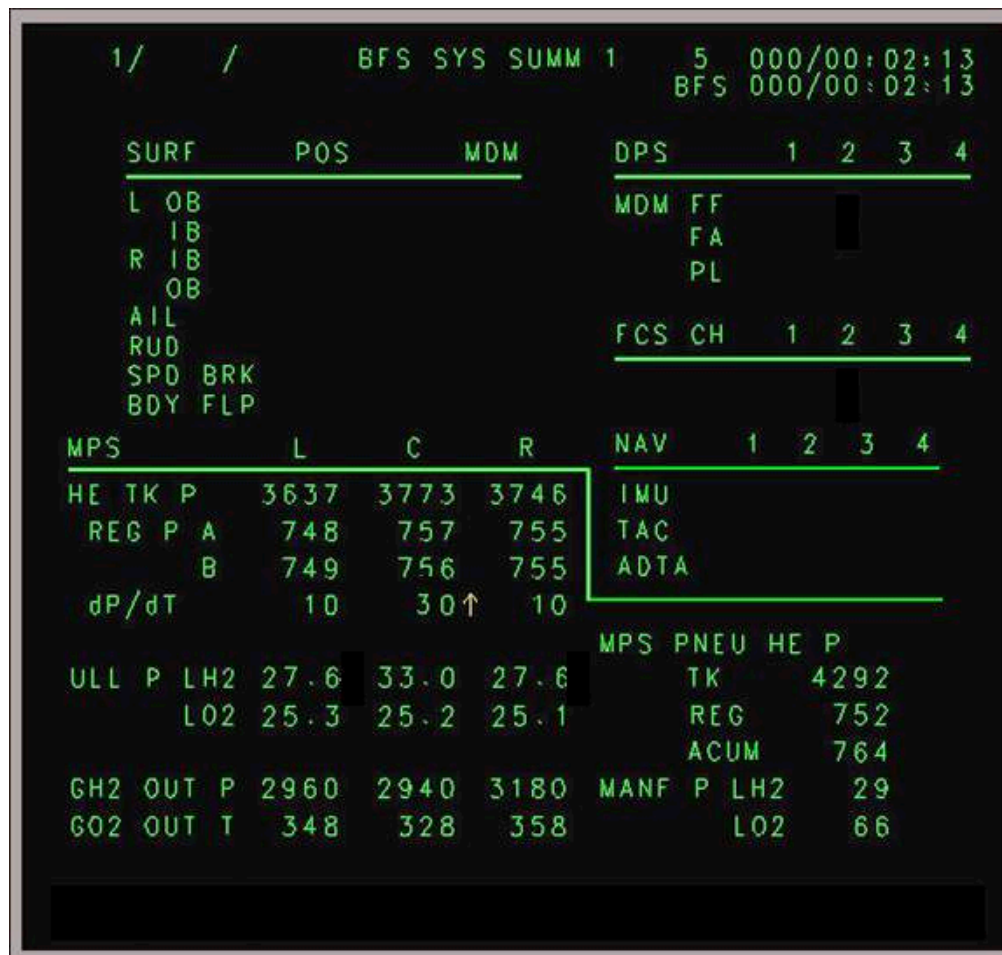 1/ / BFS SYS SUMM 1 5 000/00:02:13
BFS 000/00:02:13
SURF POS MDM
L OB
IB
R IB
OB
AIL
RUD
SPD BRK
BDY FLP
DPS 1 2 3 4
MDM FF
FA
PL
FCS CH 1 2 3 4
NAV 1 2 3 4
IMU
TAC
ADTA
MPS L C R
HE TK P 3637 3773 3746
REG P A 748 757 755
B 749 756 755
dP/dT 10 30↑ 10
ULL P LH2 27.6 33.0 27.6
LO2 25.3 25.2 25.1
GH2 OUT P 2960 2940 3180
GO2 OUT T 348 328 358
MPS PNEU HE P
TK 4292
REG 752
ACUM 764
MANF P LH2 29
LO2 66